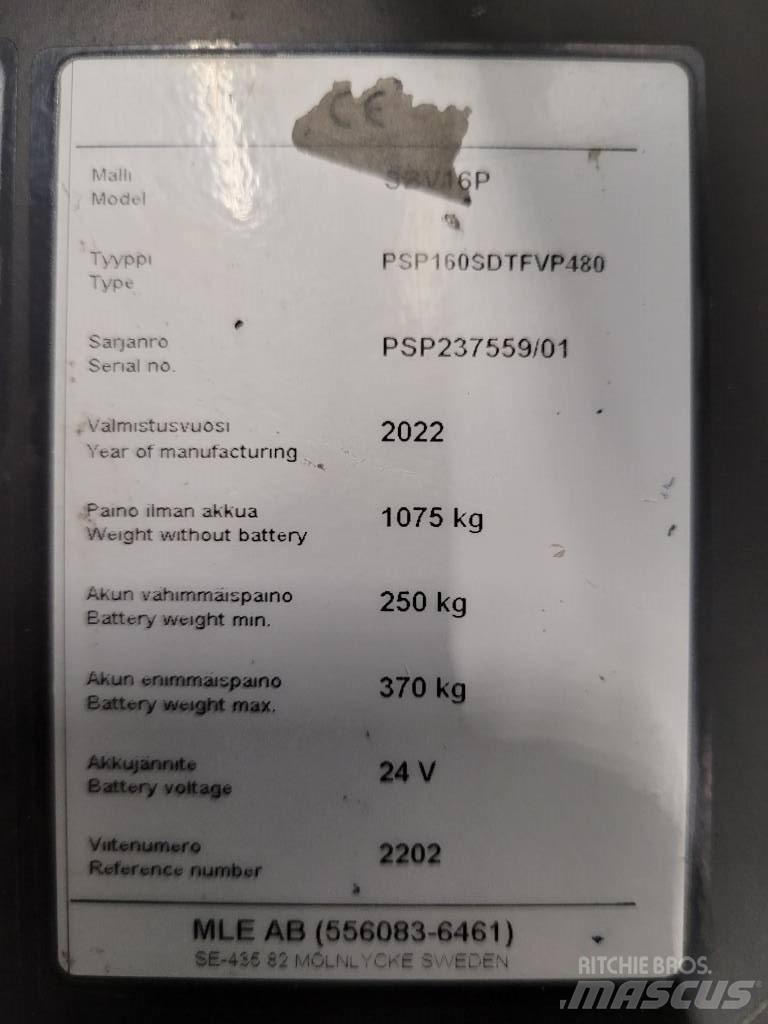 CE
Malli
Model
SBV16P
Tyyppi
Type
PSP160SDTFVP480
Sarjanro
Serial no.
PSP237559/01
Valmistusvuosi
Year of manufacturing
2022
Paino ilman akkua
Weight without battery
1075 kg
Akun vähimmäispaino
Battery weight min.
250 kg
Akun enimmäispaino
Battery weight max.
370 kg
Akkujännite
Battery voltage
24 V
Viitenumero
Reference number
2202
MLE AB (556083-6461)
SE-435 82 MÖLNLYCKE SWEDEN
RITCHIE BROS.
MASCUS